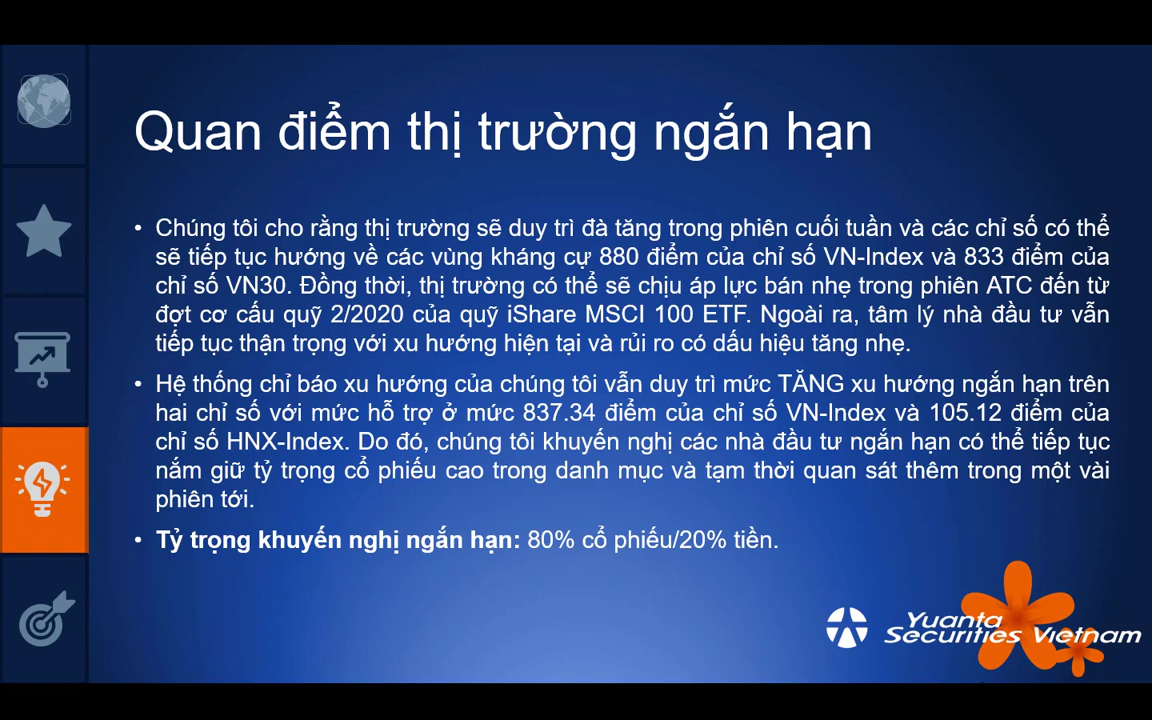 Quan điểm thị trường ngắn hạn
• Chúng tôi cho rằng thị trường sẽ duy trì đà tăng trong phiên cuối tuần và các chỉ số có thể
sẽ tiếp tục hướng về các vùng kháng cự 880 điểm của chỉ số VN-Index và 833 điểm của
chỉ số VN30. Đồng thời, thị trường có thể sẽ chịu áp lực bán nhẹ trong phiên ATC đến từ
đợt cơ cấu quỹ 2/2020 của quỹ iShare MSCI 100 ETF. Ngoài ra, tâm lý nhà đầu tư vẫn
tiếp tục thận trọng với xu hướng hiện tại và rủi ro có dấu hiệu tăng nhẹ.
• Hệ thống chỉ báo xu hướng của chúng tôi vẫn duy trì mức TĂNG xu hướng ngắn hạn trên
hai chỉ số với mức hỗ trợ ở mức 837.34 điểm của chỉ số VN-Index và 105.12 điểm của
chỉ số HNX-Index. Do đó, chúng tôi khuyến nghị các nhà đầu tư ngắn hạn có thể tiếp tục
nắm giữ tỷ trọng cổ phiếu cao trong danh mục và tạm thời quan sát thêm trong một vài
phiên tới.
• Tỷ trọng khuyến nghị ngắn hạn: 80% cổ phiếu/20% tiền.
Yuanta
Securities Vietnam